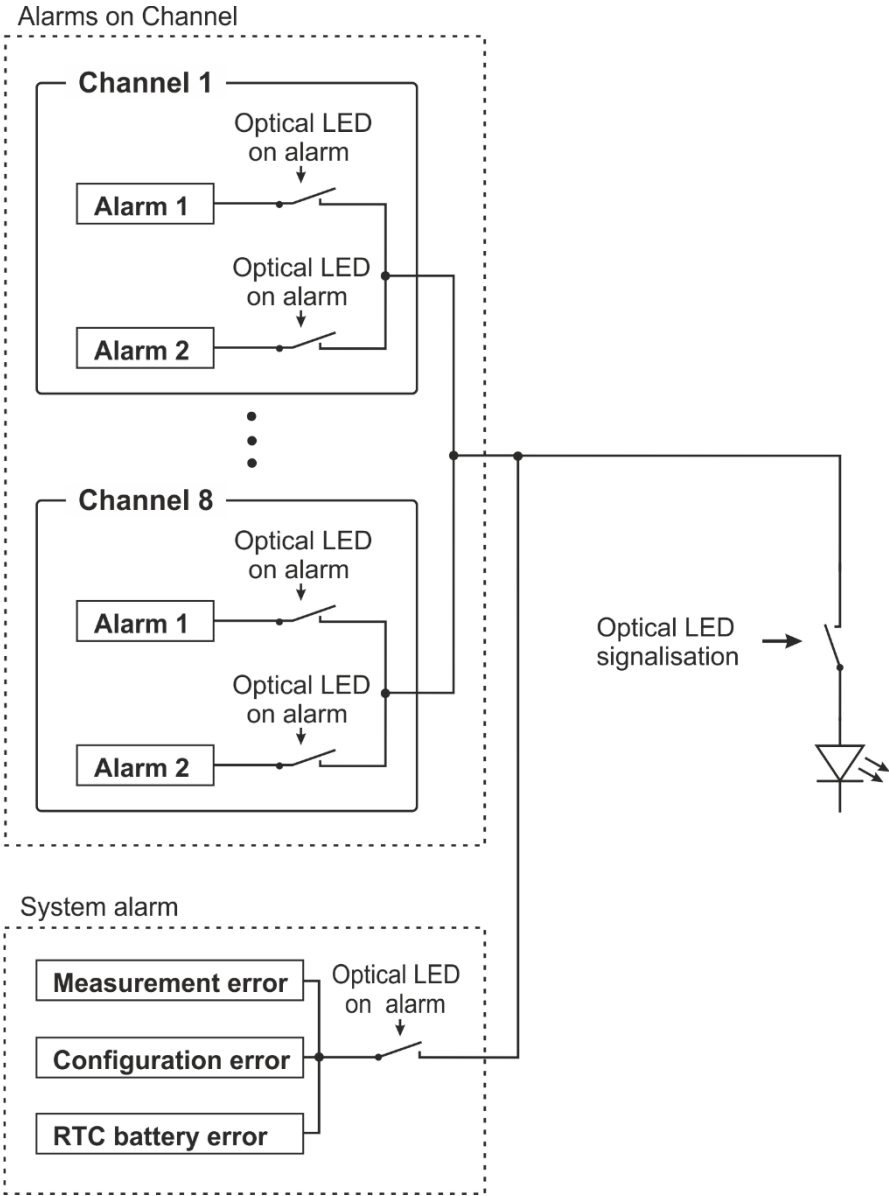 Alarms on Channel
Channel 1
Optical LED
on alarm
Alarm 1
Optical LED
on alarm
Alarm 2
Channel 8
Optical LED
on alarm
Alarm 1
Optical LED
on alarm
Alarm 2
Optical LED
signalisation
System alarm
Measurement error
Optical LED
on alarm
Configuration error
RTC battery error